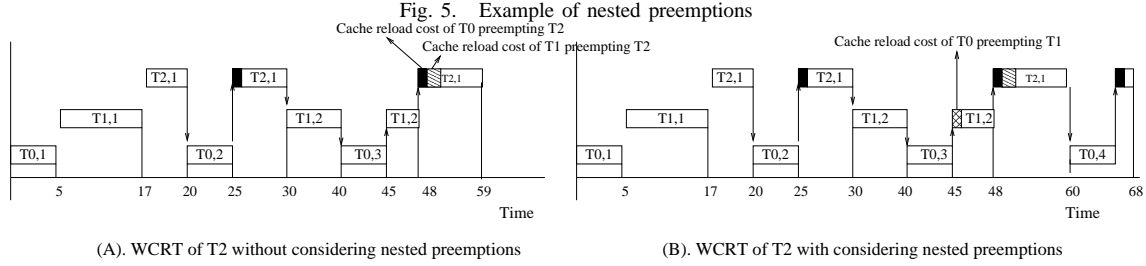 Fig. 5. Example of nested preemptions
Cache reload cost of T0 preempting T2
Cache reload cost of T1 preempting T2
T2,1
T2,1
T2,1
T1,1
T1,2
T1,2
T0,1
T0,2
T0,3
5
17
20
25
30
40
45
48
59
Time
(A). WCRT of T2 without considering nested preemptions
Cache reload cost of T0 preempting T1
T2,1
T2,1
T2,1
T1,1
T1,2
T1,2
T0,1
T0,2
T0,3
T0,4
5
17
20
25
30
40
45
48
60
68
Time
(B). WCRT of T2 with considering nested preemptions